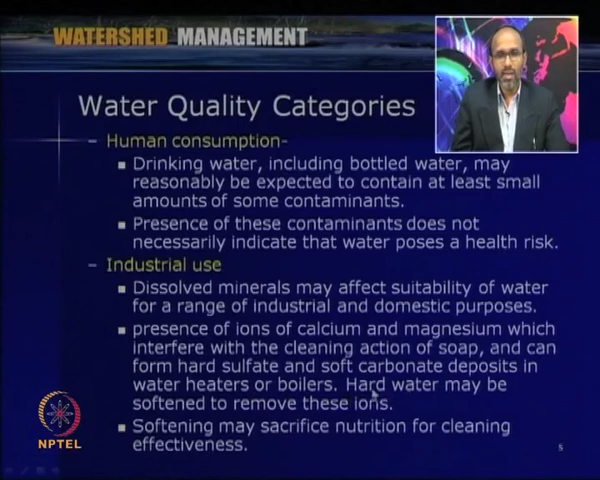 WATERSHED MANAGEMENT
Water Quality Categories
– Human consumption-
■ Drinking water, including bottled water, may
reasonably be expected to contain at least small
amounts of some contaminants.
■ Presence of these contaminants does not
necessarily indicate that water poses a health risk.
– Industrial use
■ Dissolved minerals may affect suitability of water
for a range of industrial and domestic purposes.
■ presence of ions of calcium and magnesium which
interfere with the cleaning action of soap, and can
form hard sulfate and soft carbonate deposits in
water heaters or boilers. Hard water may be
softened to remove these ions.
■ Softening may sacrifice nutrition for cleaning
effectiveness.
NPTEL
5